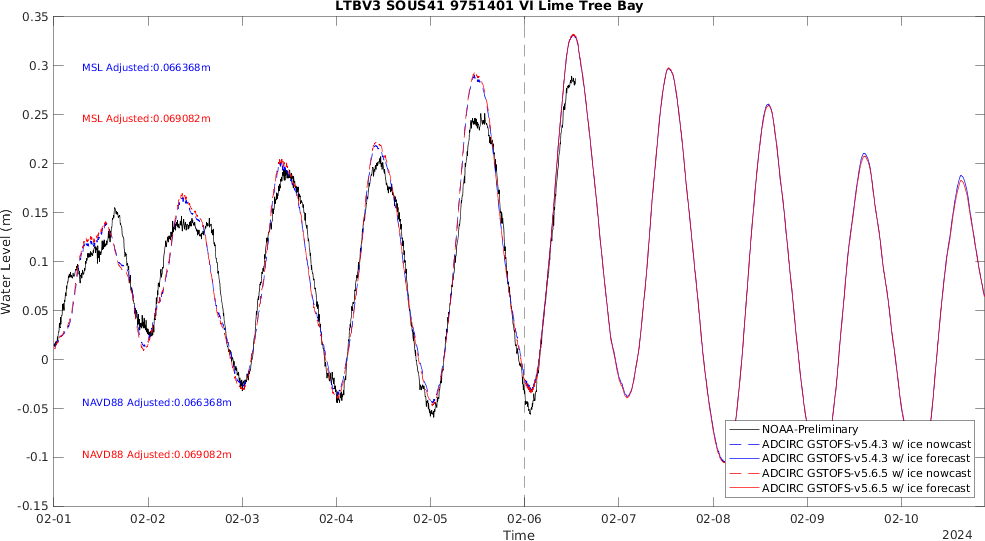 LTBV3 SOUS41 9751401 VI Lime Tree Bay
0.35
0.3
0.25
0.2
0.15
0.1
0.05
0
-0.05
-0.1
-0.15
Water Level (m)
MSL Adjusted:0.066368m
MSL Adjusted:0.069082m
NAVD88 Adjusted:0.066368m
NAVD88 Adjusted:0.069082m
NOAA-Preliminary
ADCIRC GSTOFS-v5.4.3 w/ ice nowcast
ADCIRC GSTOFS-v5.4.3 w/ ice forecast
ADCIRC GSTOFS-v5.6.5 w/ ice nowcast
ADCIRC GSTOFS-v5.6.5 w/ ice forecast
02-01 02-02 02-03 02-04 02-05 02-06 02-07 02-08 02-09 02-10
Time
2024